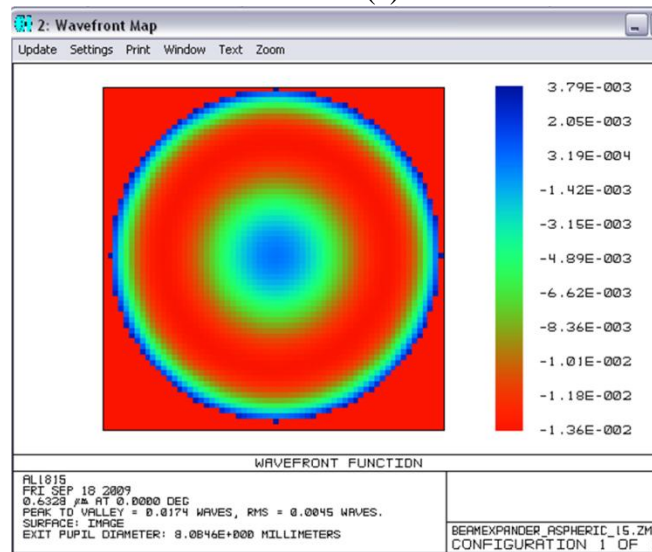 2: Wavefront Map
Update Settings Print Window Text Zoom
3.79E-003
2.05E-003
3.19E-004
-1.42E-003
-3.15E-003
-4.89E-003
-6.62E-003
-8.36E-003
-1.01E-002
-1.18E-002
-1.36E-002
WAVEFRONT FUNCTION
AL1815
FRI SEP 18 2009
0.6328 µm AT 0.0000 DEG
PEAK TO VALLEY = 0.0174 WAVES, RMS = 0.0045 WAVES.
SURFACE: IMAGE
EXIT PUPIL DIAMETER: 8.0846E+000 MILLIMETERS
BEAMEXPANDER_ASPHERIC_15.ZM
CONFIGURATION 1 OF